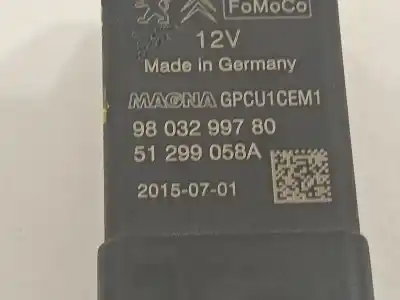 FoMoCo
12V
Made in Germany
MAGNA GPCU1CEM1
98 032 997 80
51 299 058A
2015-07-01